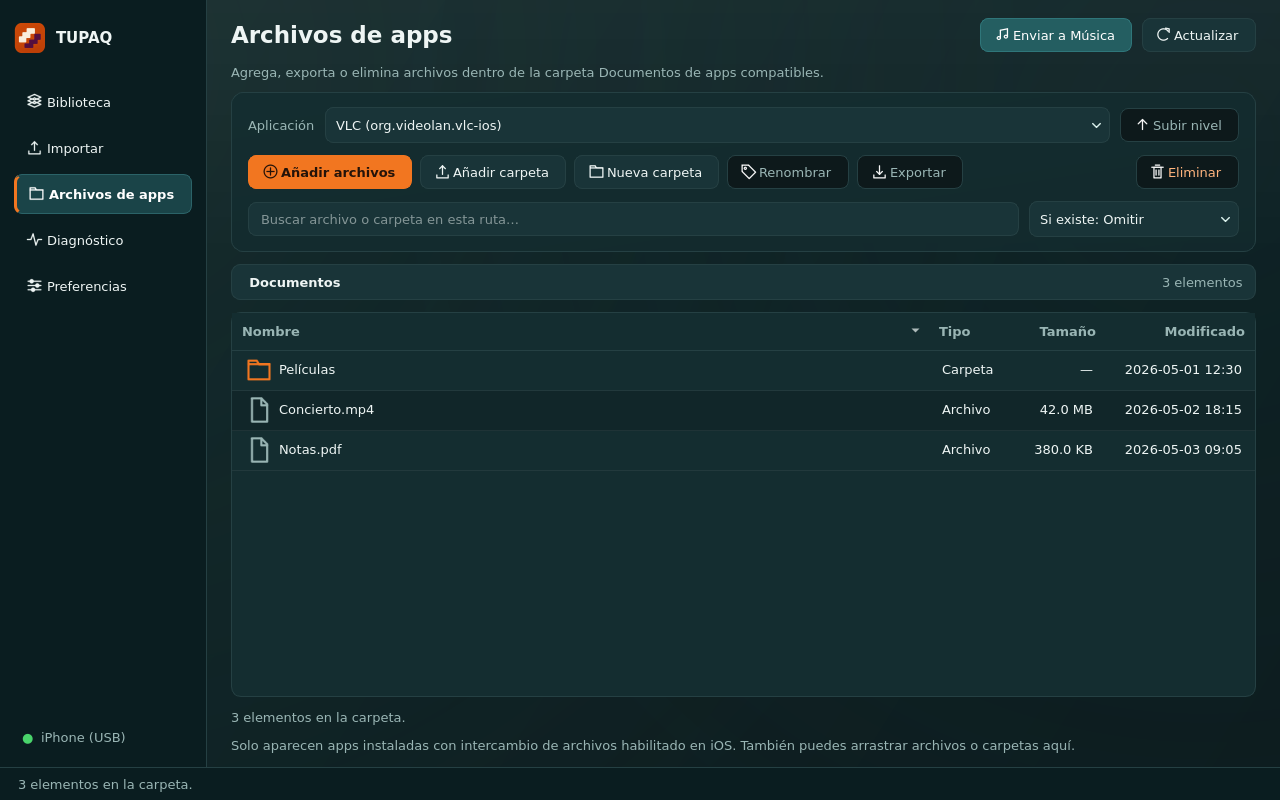 TUPAQ
Biblioteca
Importar
Archivos de apps
Diagnóstico
Preferencias
iPhone (USB)
Archivos de apps
Enviar a Música
Actualizar
Agrega, exporta o elimina archivos dentro de la carpeta Documentos de apps compatibles.
Aplicación
VLC (org.videolan.vlc-ios)
Subir nivel
Añadir archivos
Añadir carpeta
Nueva carpeta
Renombrar
Exportar
Eliminar
Buscar archivo o carpeta en esta ruta...
Si existe: Omitir
Documentos
3 elementos
Nombre Tipo Tamaño Modificado
Películas Carpeta — 2026-05-01 12:30
Concierto.mp4 Archivo 42.0 MB 2026-05-02 18:15
Notas.pdf Archivo 380.0 KB 2026-05-03 09:05
3 elementos en la carpeta.
Solo aparecen apps instaladas con intercambio de archivos habilitado en iOS. También puedes arrastrar archivos o carpetas aquí.
3 elementos en la carpeta.